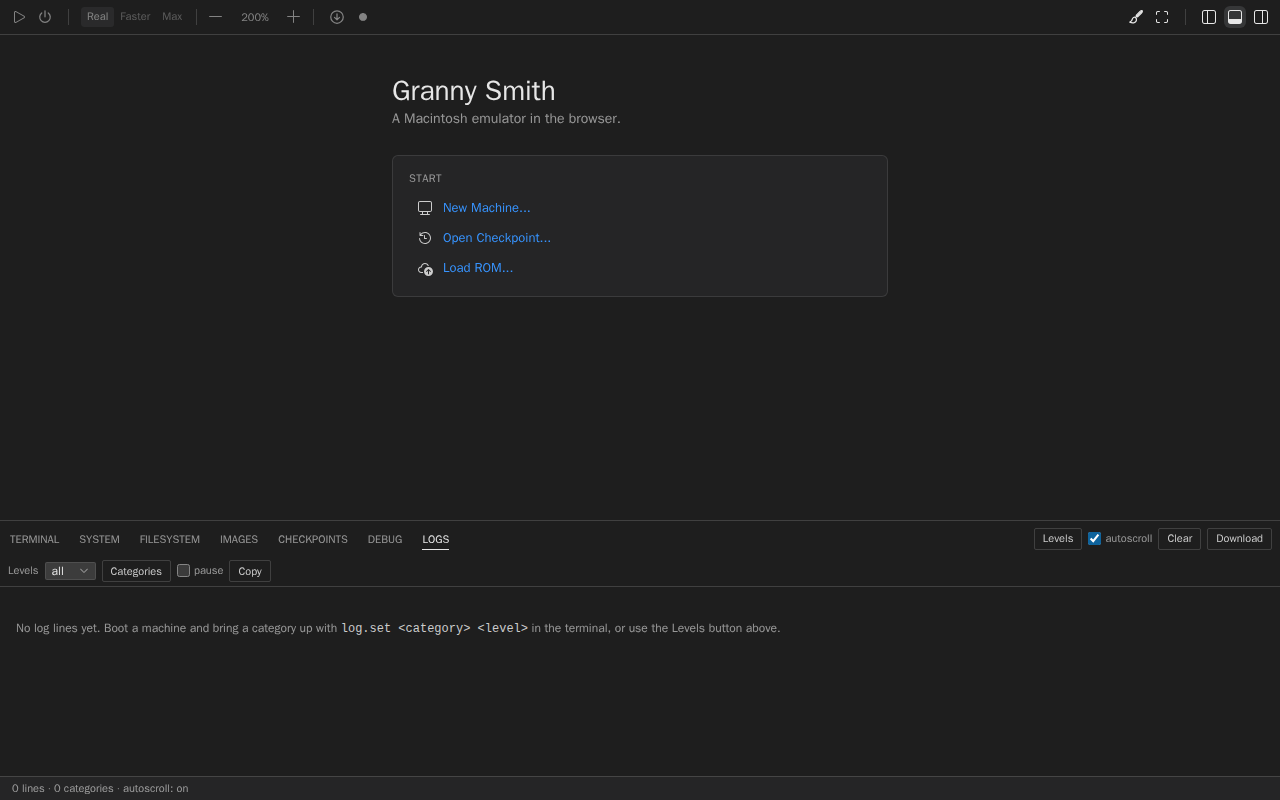 Real Faster Max 200%
Granny Smith
A Macintosh emulator in the browser.
START
New Machine...
Open Checkpoint...
Load ROM...
TERMINAL SYSTEM FILESYSTEM IMAGES CHECKPOINTS DEBUG LOGS Levels autoscroll Clear Download
Levels all Categories pause Copy
No log lines yet. Boot a machine and bring a category up with log.set <category> <level> in the terminal, or use the Levels button above.
0 lines · 0 categories · autoscroll: on